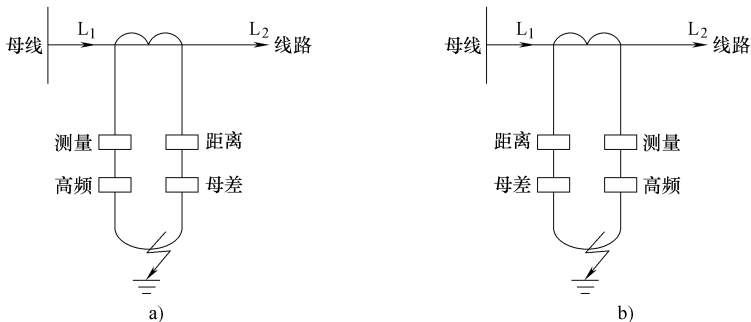 母线 L1 L2 线路
测量 距离
高频 母差
a)
母线 L1 L2 线路
距离 测量
母差 高频
b)